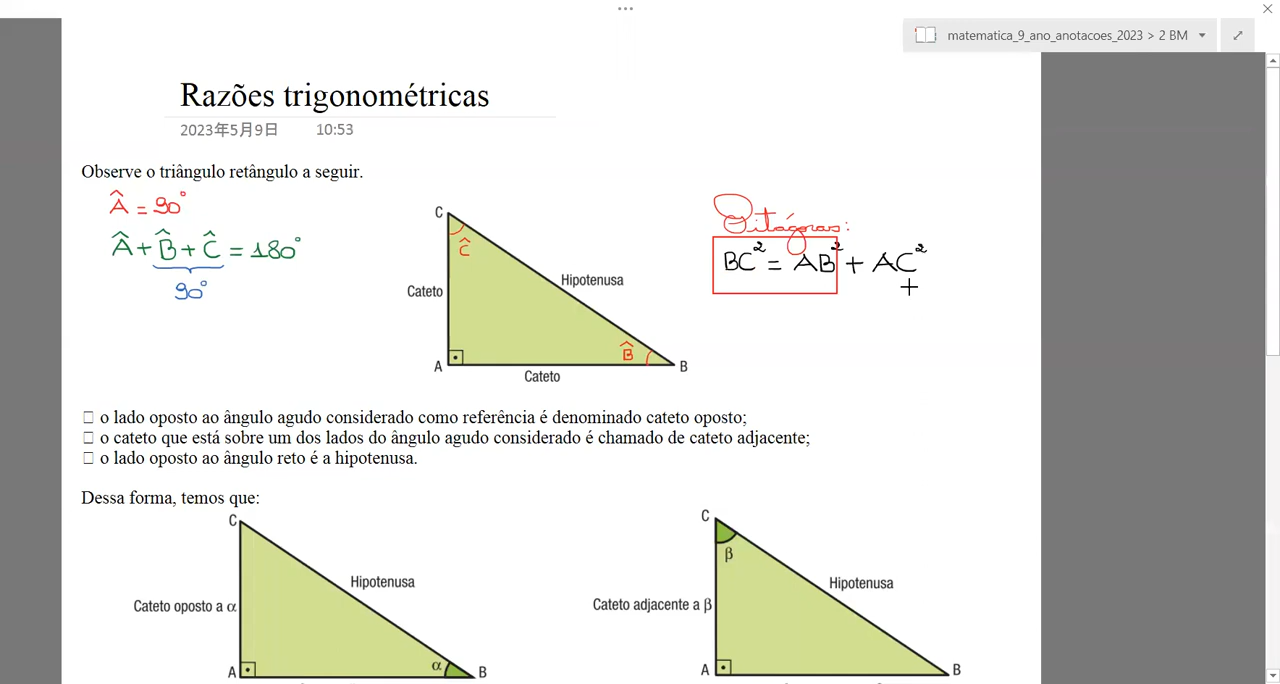 matematica_9_ano_anotacoes_2023 > 2 BM
Razões trigonométricas
2023年5月9日 10:53
Observe o triângulo retângulo a seguir.
Â = 90°
Â + B̂ + Ĉ = 180°
90°
C
Ĉ
Hipotenusa
Cateto
B̂
A
B
Cateto
Pitágoras:
BC² = AB² + AC²
o lado oposto ao ângulo agudo considerado como referência é denominado cateto oposto;
o cateto que está sobre um dos lados do ângulo agudo considerado é chamado de cateto adjacente;
o lado oposto ao ângulo reto é a hipotenusa.
Dessa forma, temos que:
C
Hipotenusa
Cateto oposto a α
α
A
B
C
β
Hipotenusa
Cateto adjacente a β
A
B